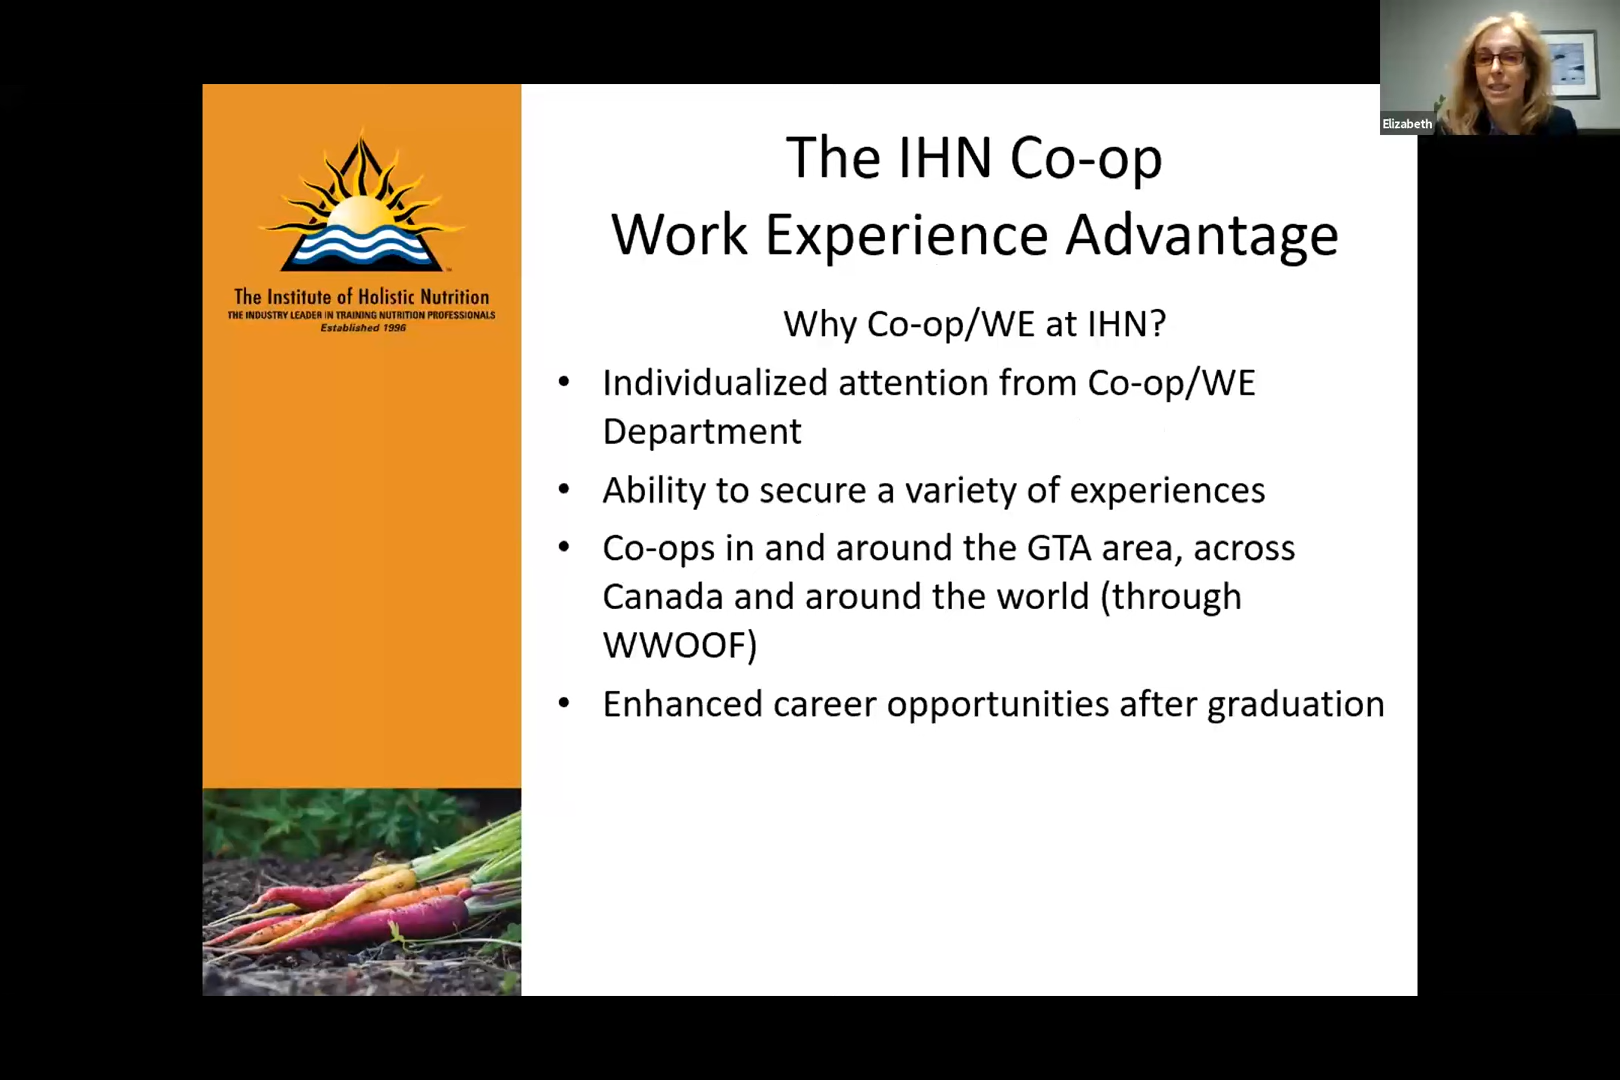 Elizabeth
The Institute of Holistic Nutrition
THE INDUSTRY LEADER IN TRAINING NUTRITION PROFESSIONALS
Established 1996
The IHN Co-op
Work Experience Advantage
Why Co-op/WE at IHN?
• Individualized attention from Co-op/WE
Department
• Ability to secure a variety of experiences
• Co-ops in and around the GTA area, across
Canada and around the world (through
WWOOF)
• Enhanced career opportunities after graduation